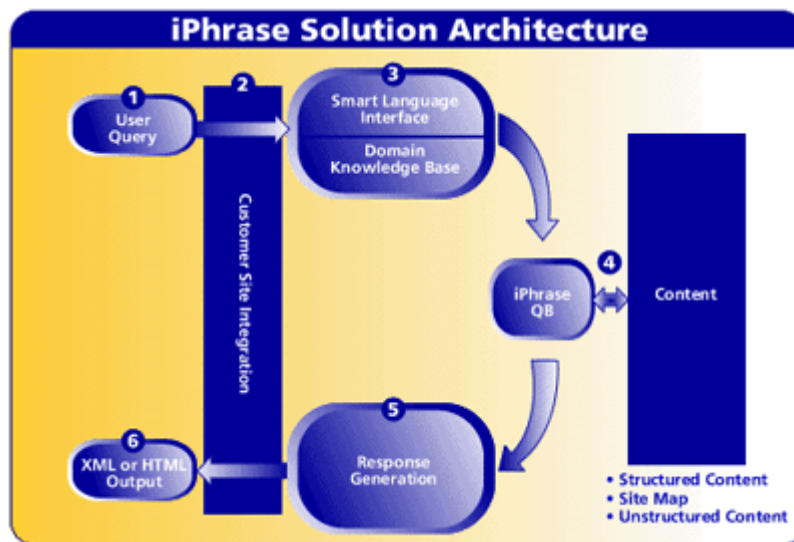 iPhrase Solution Architecture
1
User
Query
2
Customer Site Integration
3
Smart Language
Interface
Domain
Knowledge Base
iPhrase
QB
4
Content
• Structured Content
• Site Map
• Unstructured Content
5
Response
Generation
6
XML or HTML
Output